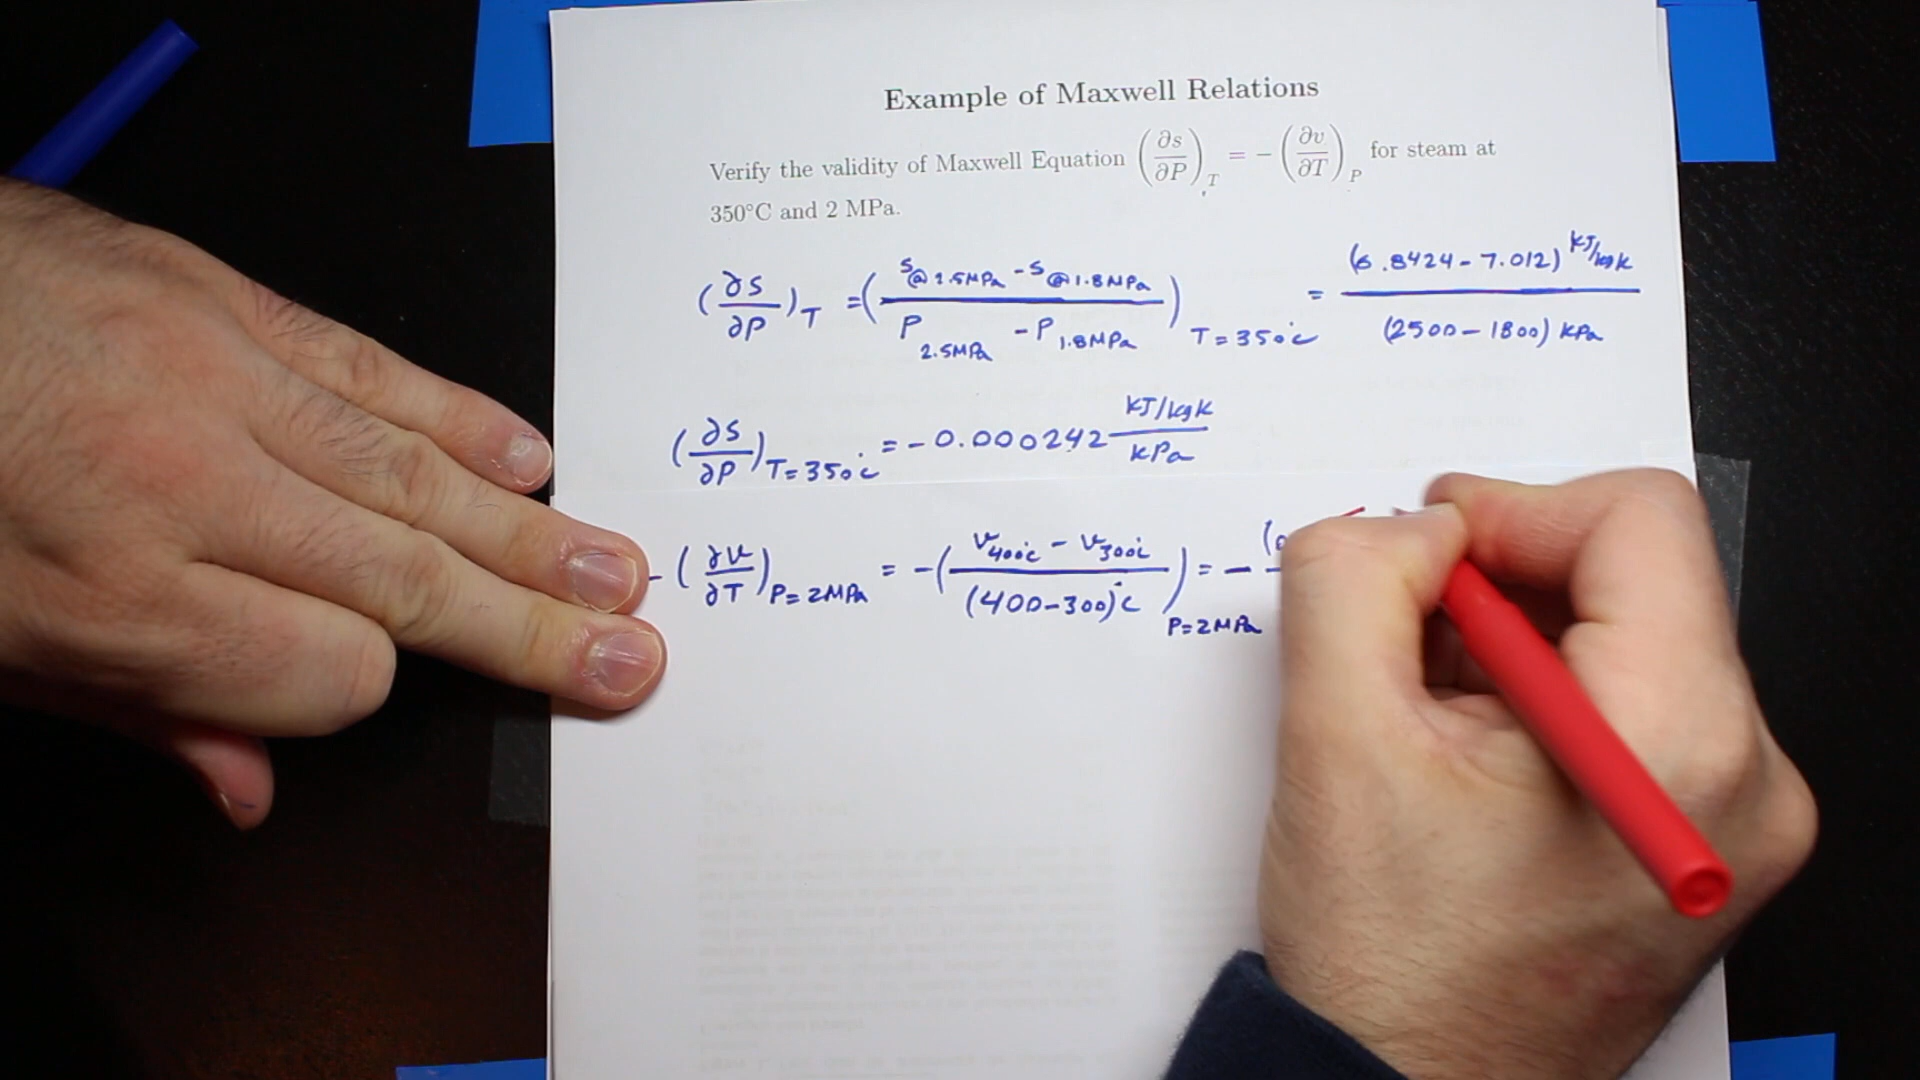 Example of Maxwell Relations
Verify the validity of Maxwell Equation (∂s/∂P)_T = −(∂v/∂T)_P for steam at
350°C and 2 MPa.
(∂s/∂P)_T = ((s@2.5MPa − s@1.8MPa)/(P2.5MPa − P1.8MPa))_T=350°C = (6.8424 − 7.012) kJ/kgK / (2500 − 1800) kPa
(∂s/∂P)_T=350°C = −0.000242 kJ/kgK / kPa
−(∂v/∂T)_P=2MPa = −((v400°C − v300°C)/(400−300)°C)_P=2MPa = − (0